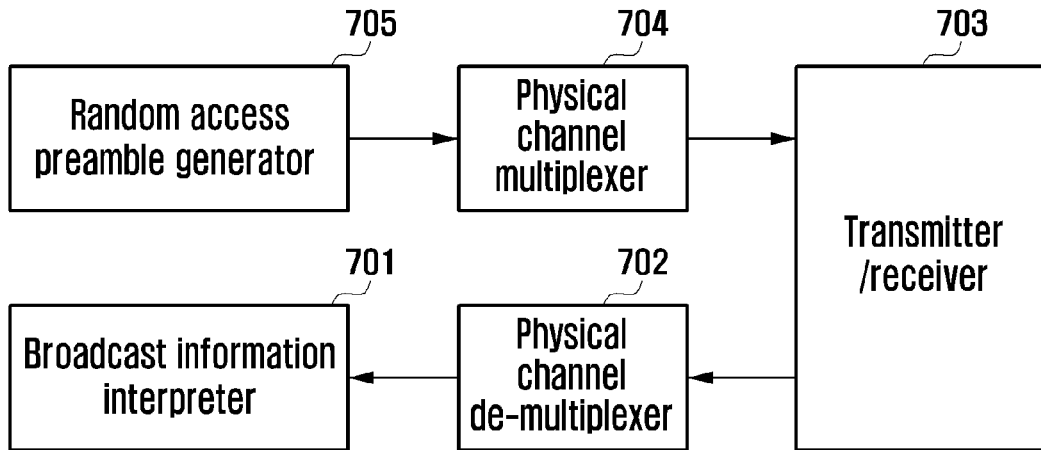 705
704
703
Random access
preamble generator
Physical
channel
multiplexer
Transmitter
/receiver
701
702
Broadcast information
interpreter
Physical
channel
de-multiplexer